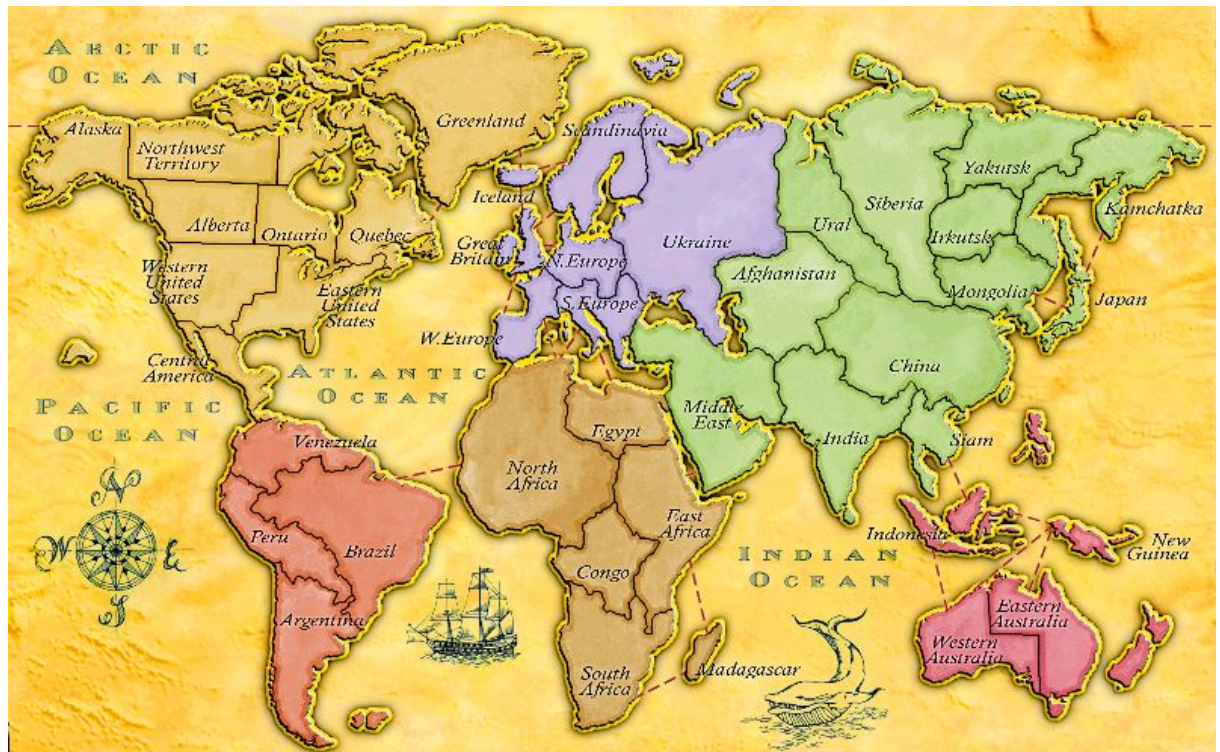 ARCTIC
OCEAN
Alaska
Northwest
Territory
Greenland
Scandinavia
Iceland
Alberta
Ontario
Quebec
Great
Britain
N.Europe
Ukraine
Ural
Siberia
Yakutsk
Kamchatka
Irkutsk
Western
United
States
Eastern
United
States
W.Europe
S.Europe
Afghanistan
Mongolia
Japan
Central
America
ATLANTIC
OCEAN
China
PACIFIC
OCEAN
Middle
East
India
Siam
Venezuela
North
Africa
Egypt
N
W
E
S
Peru
Brazil
East
Africa
Congo
INDIAN
OCEAN
Indonesia
New
Guinea
Argentina
South
Africa
Madagascar
Western
Australia
Eastern
Australia